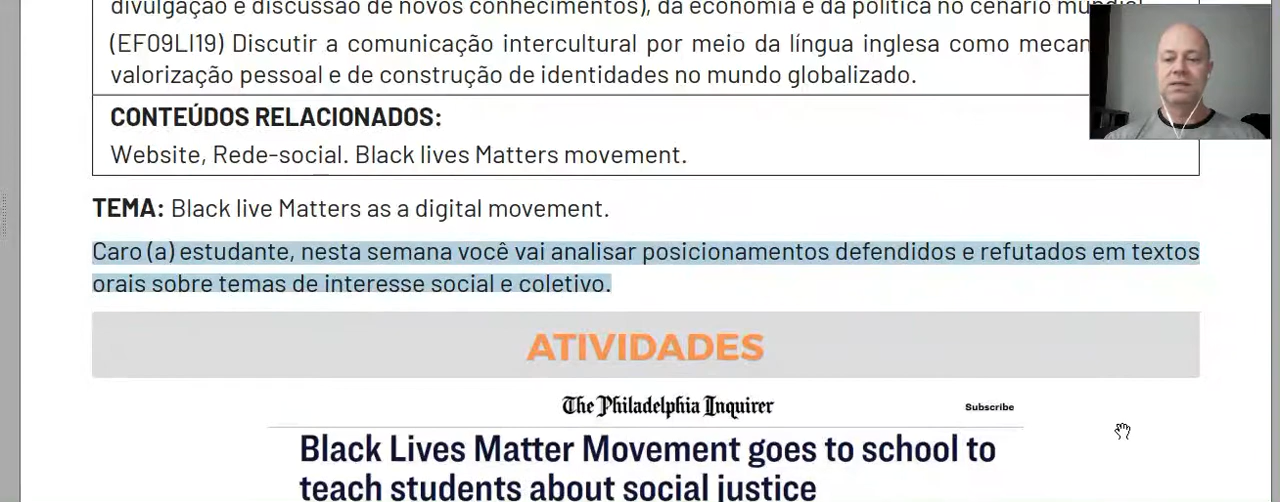 divulgação e discussão de novos conhecimentos), da economia e da política no cenário mundial
(EF09LI19) Discutir a comunicação intercultural por meio da língua inglesa como
valorização pessoal e de construção de identidades no mundo globalizado.
CONTEÚDOS RELACIONADOS:
Website, Rede-social. Black lives Matters movement.
TEMA: Black live Matters as a digital movement.
Caro (a) estudante, nesta semana você vai analisar posicionamentos defendidos e refutados em textos
orais sobre temas de interesse social e coletivo.
ATIVIDADES
The Philadelphia Inquirer
Subscribe
Black Lives Matter Movement goes to school to
teach students about social justice